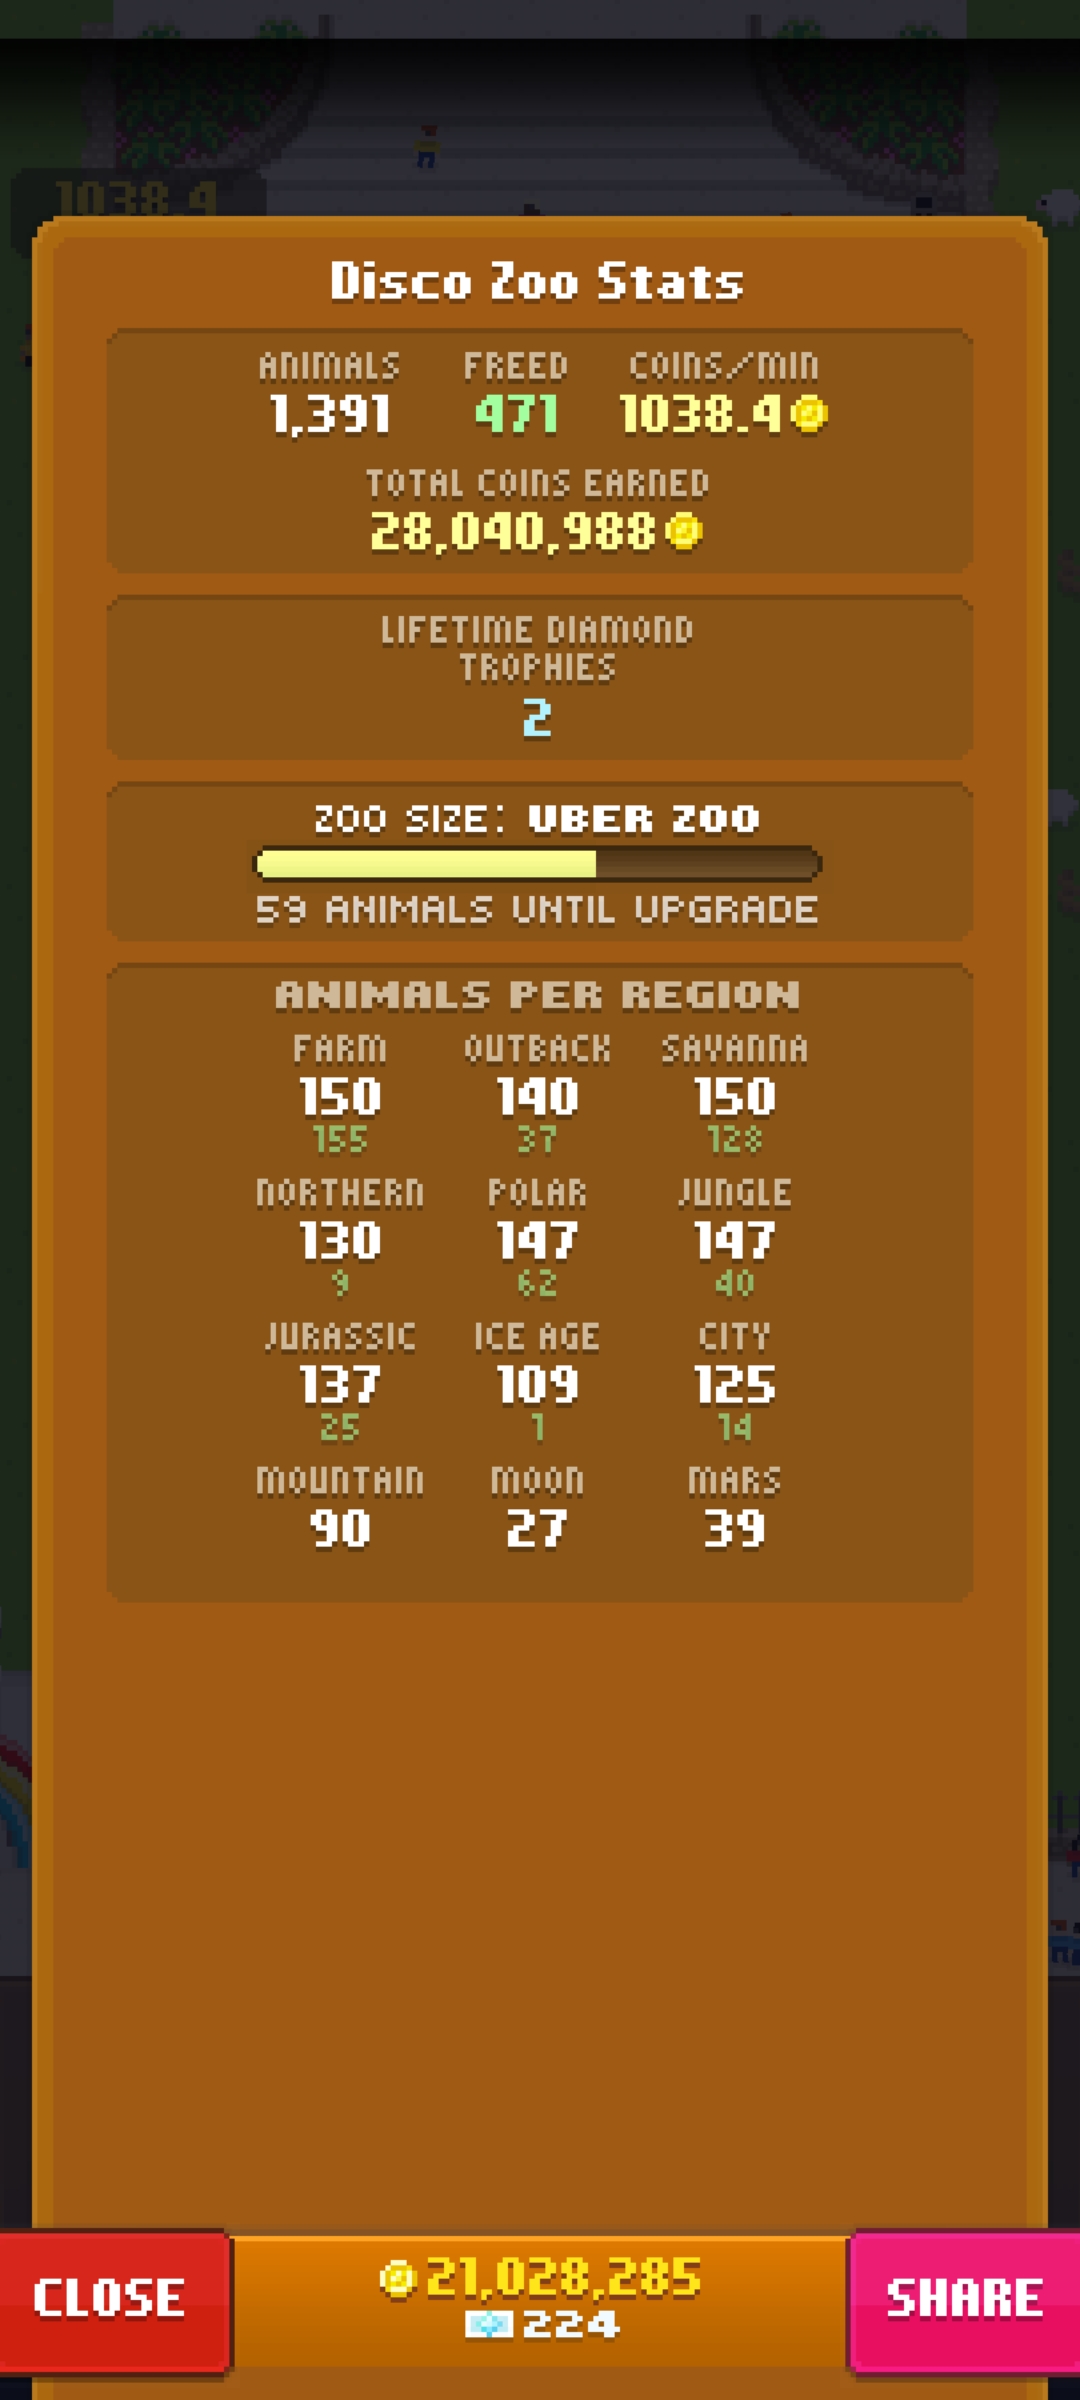 1038.4
Disco Zoo Stats
ANIMALS FREED COINS/MIN
1,391 471 1038.4
TOTAL COINS EARNED
28,040,988
LIFETIME DIAMOND
TROPHIES
2
ZOO SIZE: UBER ZOO
59 ANIMALS UNTIL UPGRADE
ANIMALS PER REGION
FARM OUTBACK SAVANNA
150 140 150
155 37 128
NORTHERN POLAR JUNGLE
130 147 147
9 62 40
JURASSIC ICE AGE CITY
137 109 125
25 1 14
MOUNTAIN MOON MARS
90 27 39
CLOSE 21,028,285 SHARE
224